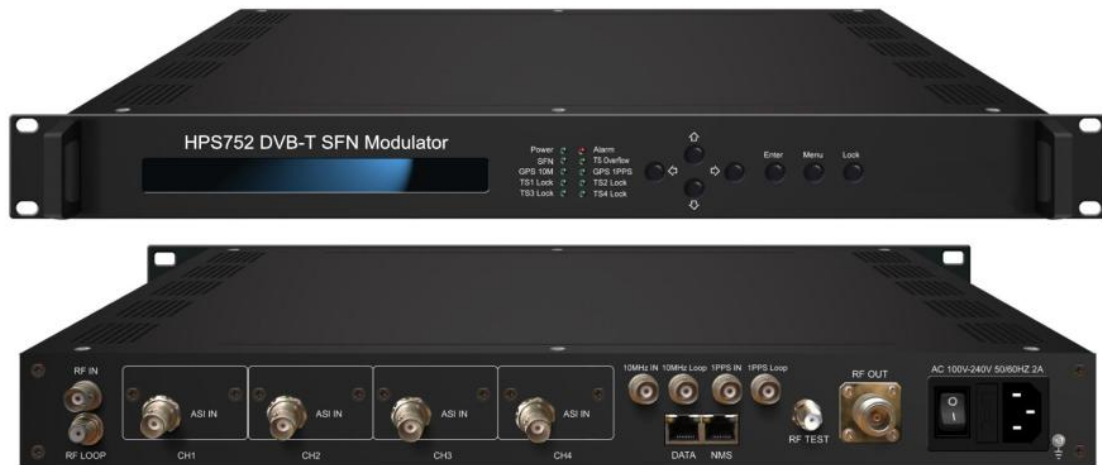 HPS752 DVB-T SFN Modulator
Power Alarm
SFN TS Overflow
GPS 10M GPS 1PPS
TS1 Lock TS2 Lock
TS3 Lock TS4 Lock
Enter Menu Lock
RF IN
RF LOOP
ASI IN
CH1
ASI IN
CH2
ASI IN
CH3
ASI IN
CH4
10MHz IN 10MHz Loop 1PPS IN 1PPS Loop
DATA NMS
RF TEST
RF OUT
AC 100V-240V 50/60HZ 2A
O
I